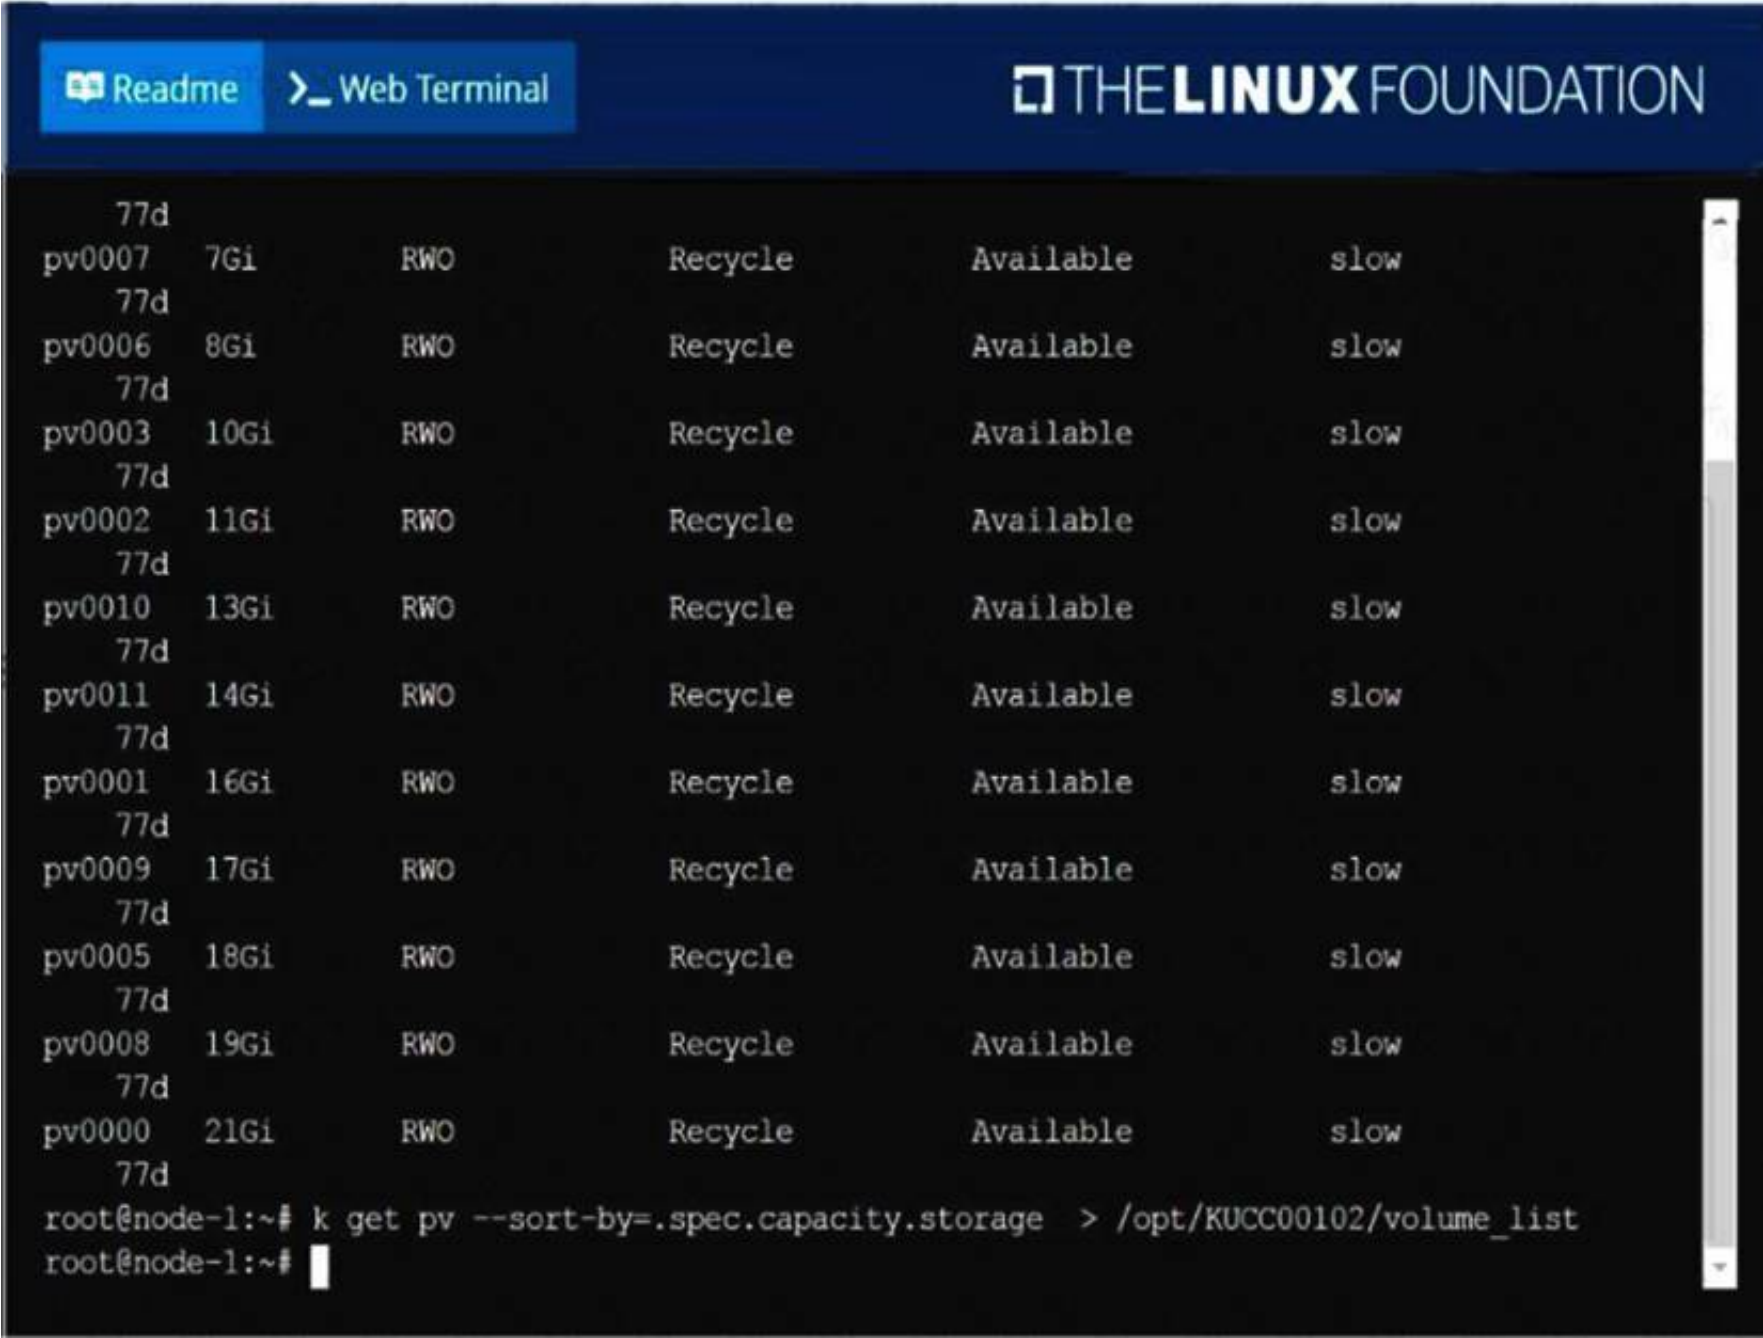 Readme >_ Web Terminal THE LINUX FOUNDATION
77d
pv0007 7Gi RWO Recycle Available slow
77d
pv0006 8Gi RWO Recycle Available slow
77d
pv0003 10Gi RWO Recycle Available slow
77d
pv0002 11Gi RWO Recycle Available slow
77d
pv0010 13Gi RWO Recycle Available slow
77d
pv0011 14Gi RWO Recycle Available slow
77d
pv0001 16Gi RWO Recycle Available slow
77d
pv0009 17Gi RWO Recycle Available slow
77d
pv0005 18Gi RWO Recycle Available slow
77d
pv0008 19Gi RWO Recycle Available slow
77d
pv0000 21Gi RWO Recycle Available slow
77d
root@node-1:~# k get pv --sort-by=.spec.capacity.storage > /opt/KUCC00102/volume_list
root@node-1:~#